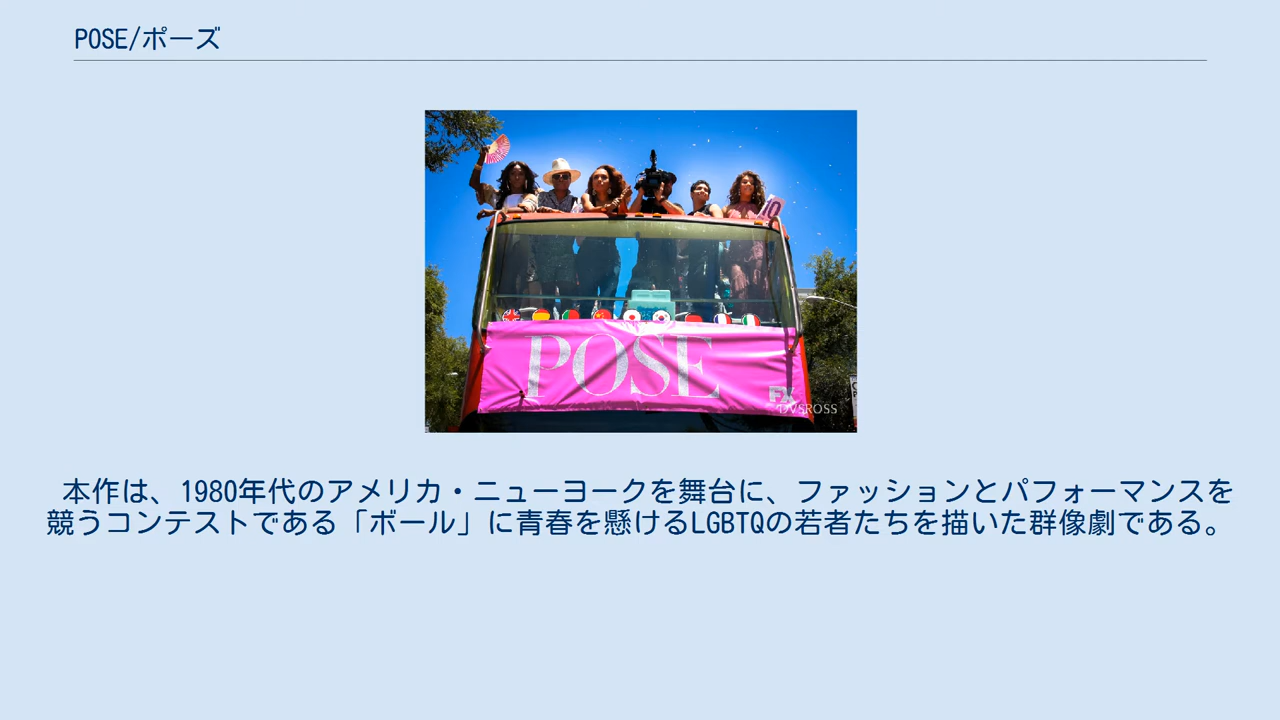 POSE/ポーズ
10
POSE
FX
DVSROSS
本作は、1980年代のアメリカ・ニューヨークを舞台に、ファッションとパフォーマンスを
競うコンテストである「ボール」に青春を懸けるLGBTQの若者たちを描いた群像劇である。